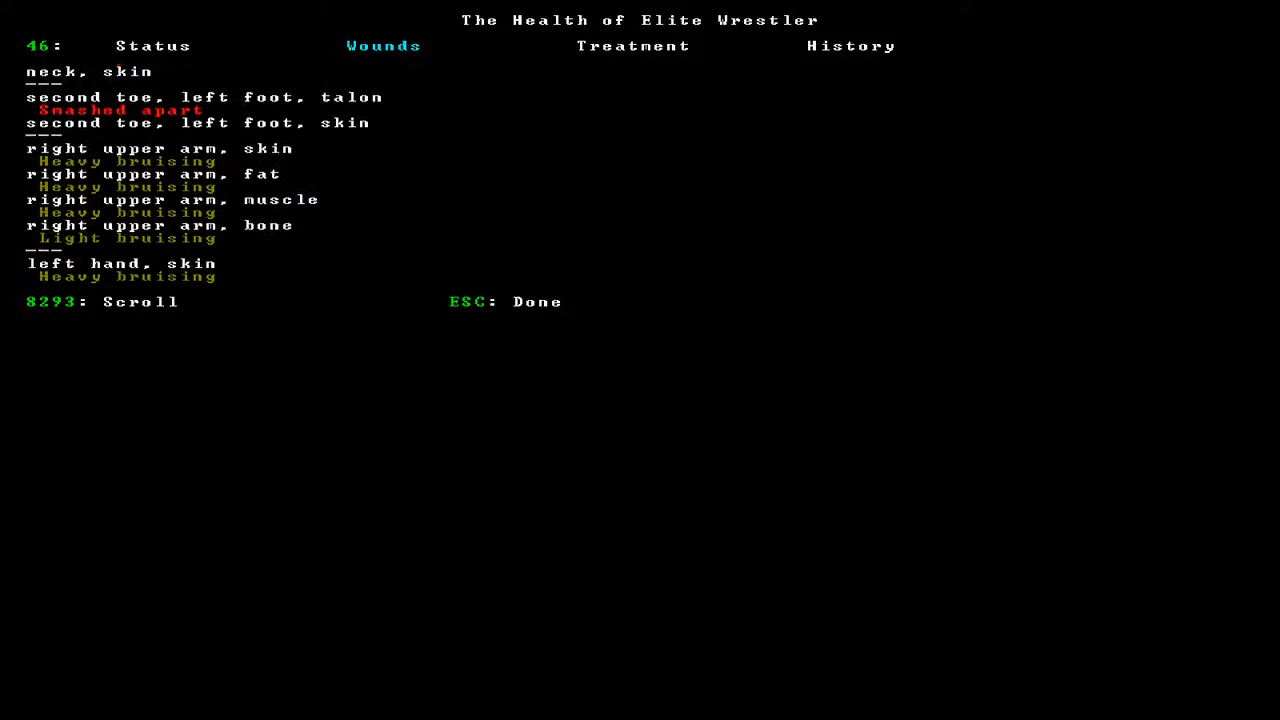 The Health of Elite Wrestler
46: Status Wounds Treatment History
neck, skin
---
second toe, left foot, talon
Smashed apart
second toe, left foot, skin
---
right upper arm, skin
Heavy bruising
right upper arm, fat
Heavy bruising
right upper arm, muscle
Heavy bruising
right upper arm, bone
Light bruising
---
left hand, skin
Heavy bruising
8293: Scroll ESC: Done